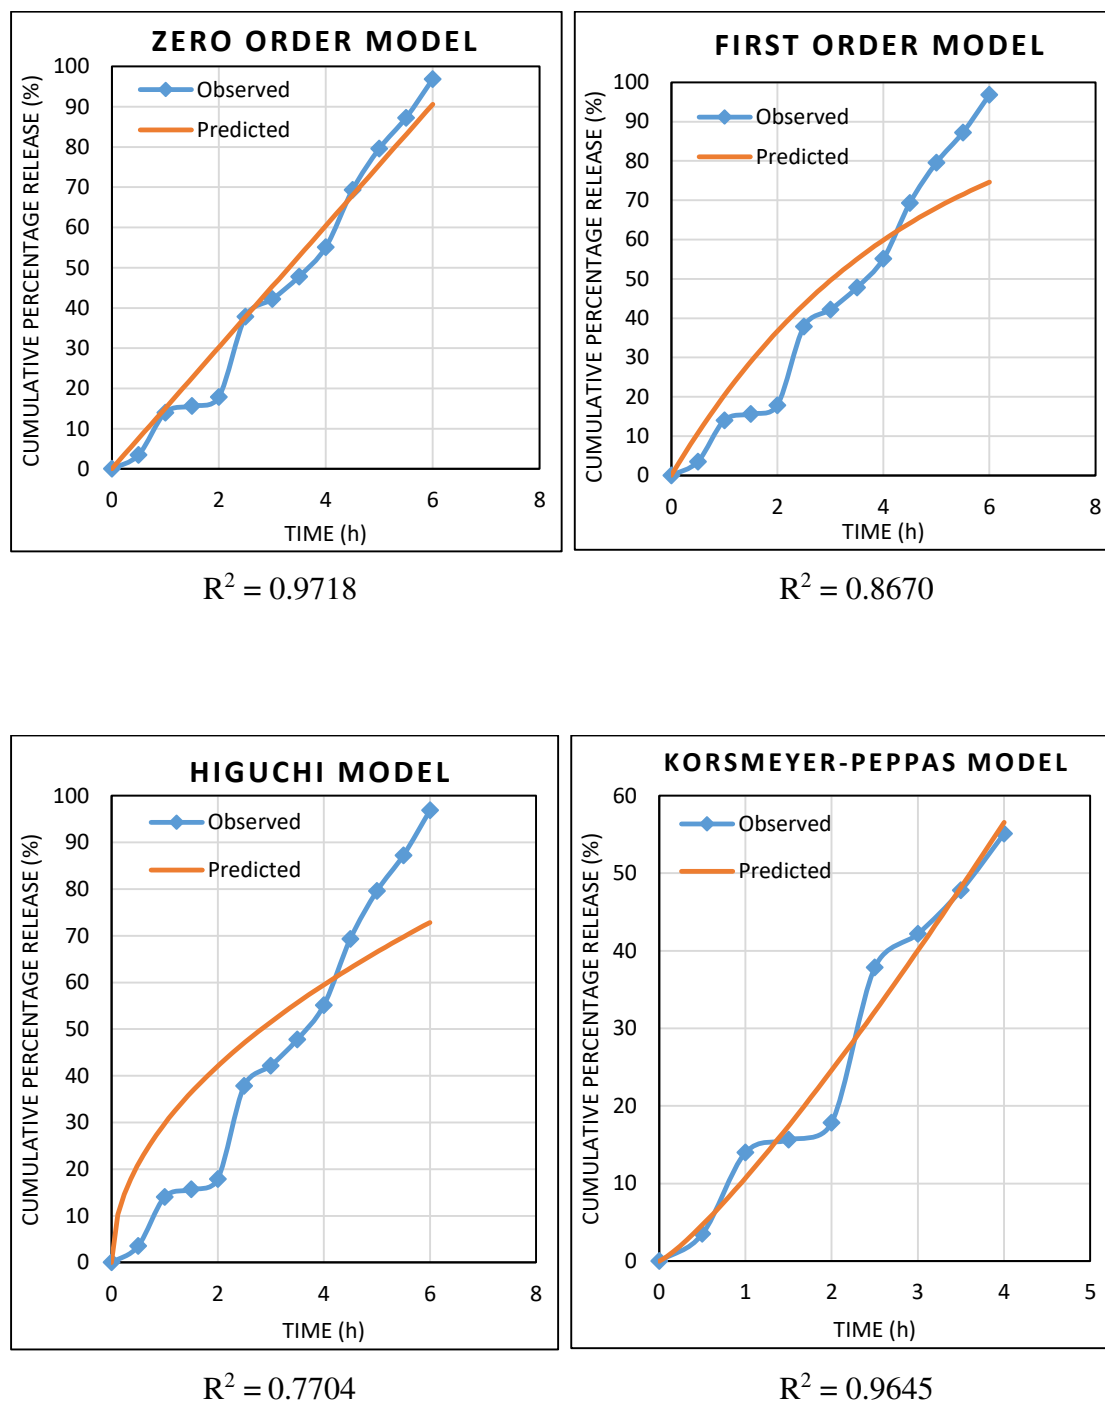 ZERO ORDER MODEL
CUMULATIVE PERCENTAGE RELEASE (%)
100
90
80
70
60
50
40
30
20
10
0
Observed
Predicted
0 2 4 6 8
TIME (h)
R² = 0.9718
FIRST ORDER MODEL
CUMULATIVE PERCENTAGE RELEASE (%)
100
90
80
70
60
50
40
30
20
10
0
Observed
Predicted
0 2 4 6 8
TIME (h)
R² = 0.8670
HIGUCHI MODEL
CUMULATIVE PERCENTAGE RELEASE (%)
100
90
80
70
60
50
40
30
20
10
0
Observed
Predicted
0 2 4 6 8
TIME (h)
R² = 0.7704
KORSMEYER-PEPPAS MODEL
CUMULATIVE PERCENTAGE RELEASE (%)
60
50
40
30
20
10
0
Observed
Predicted
0 1 2 3 4 5
TIME (h)
R² = 0.9645